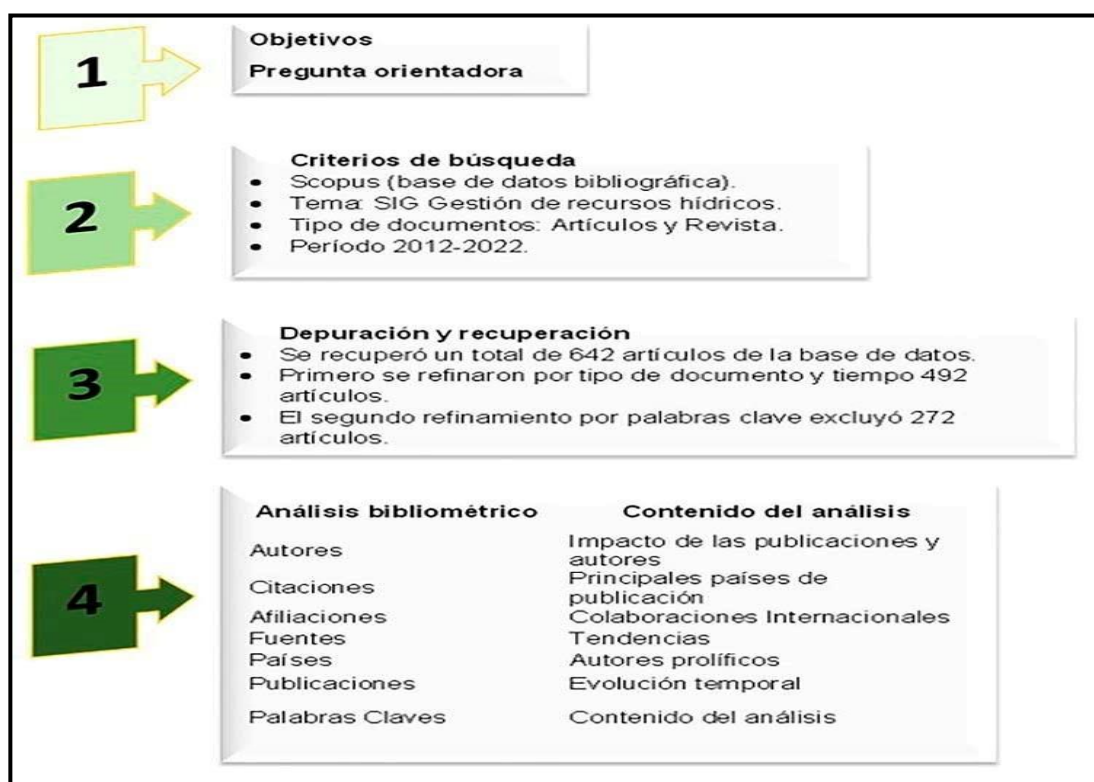 1
Objetivos
Pregunta orientadora
2
Criterios de búsqueda
• Scopus (base de datos bibliográfica).
• Tema: SIG Gestión de recursos hídricos.
• Tipo de documentos: Artículos y Revista.
• Período 2012-2022.
3
Depuración y recuperación
• Se recuperó un total de 642 artículos de la base de datos.
• Primero se refinaron por tipo de documento y tiempo 492
artículos.
• El segundo refinamiento por palabras clave excluyó 272
artículos.
4
Análisis bibliométrico Contenido del análisis
Autores Impacto de las publicaciones y
autores
Citaciones Principales países de
publicación
Afiliaciones Colaboraciones Internacionales
Fuentes Tendencias
Países Autores prolíficos
Publicaciones Evolución temporal
Palabras Claves Contenido del análisis